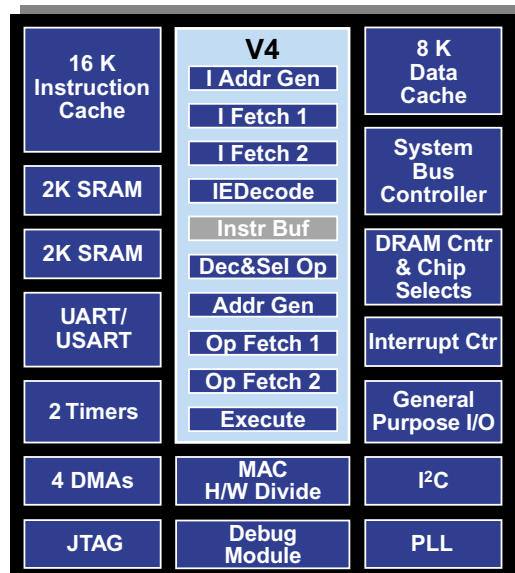 16 K
Instruction
Cache
2K SRAM
2K SRAM
UART/
USART
2 Timers
4 DMAs
JTAG
V4
I Addr Gen
I Fetch 1
I Fetch 2
IEDecode
Instr Buf
Dec&Sel Op
Addr Gen
Op Fetch 1
Op Fetch 2
Execute
MAC
H/W Divide
Debug
Module
8 K
Data
Cache
System
Bus
Controller
DRAM Cntr
& Chip
Selects
Interrupt Ctr
General
Purpose I/O
I²C
PLL